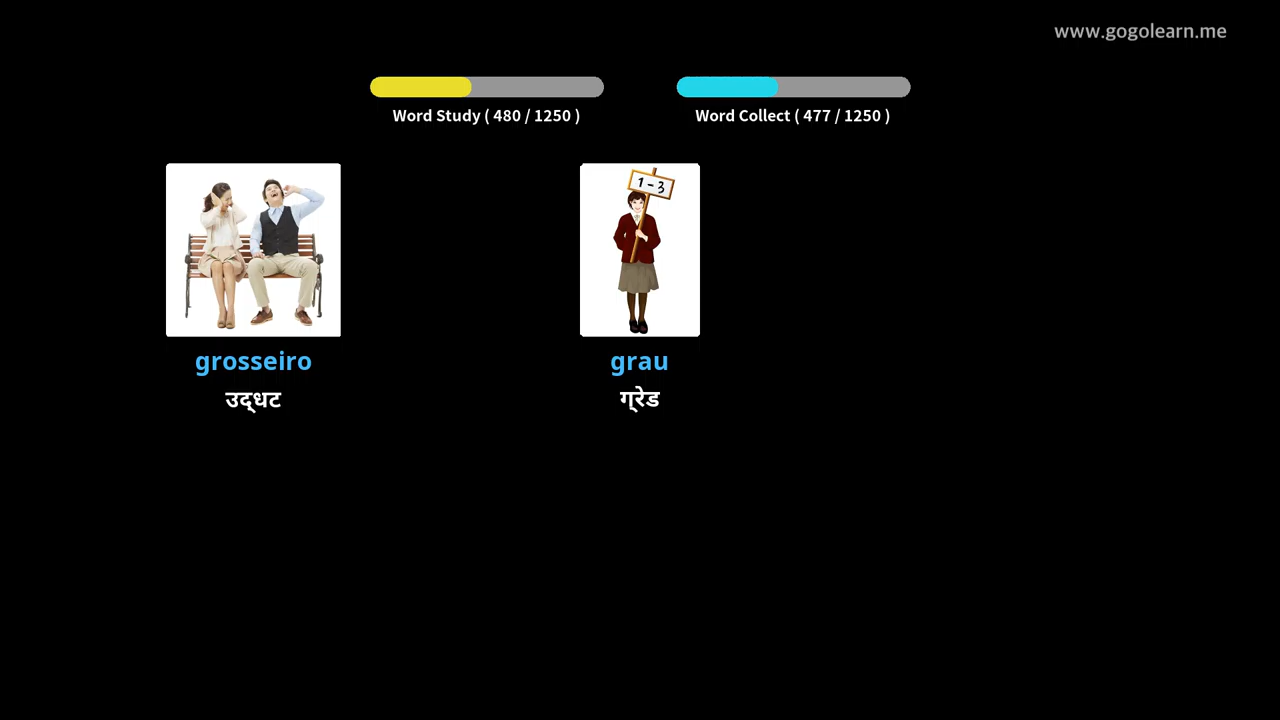 www.gogolearn.me
Word Study ( 480 / 1250 )
Word Collect ( 477 / 1250 )
1 - 3
grosseiro
उद्धट
grau
ग्रेड